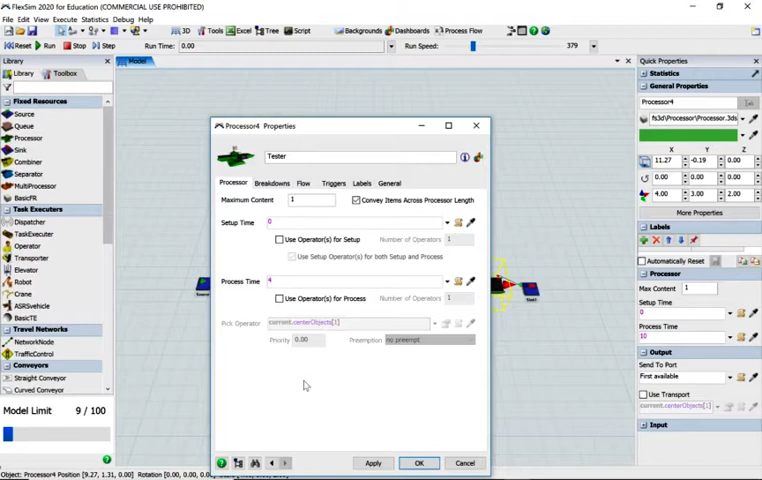 FlexSim 2020 for Education (COMMERCIAL USE PROHIBITED)
File Edit View Execute Statistics Debug Help
3D Tools Excel Tree Script Backgrounds Dashboards Process Flow
Reset Run Stop Step Run Time: 0.00 Run Speed: 379
Library
Library Toolbox
Fixed Resources
Source
Queue
Processor
Sink
Combiner
Separator
MultiProcessor
BasicFR
Task Executers
Dispatcher
TaskExecuter
Operator
Transporter
Elevator
Robot
Crane
ASRSvehicle
BasicTE
Travel Networks
NetworkNode
TrafficControl
Conveyors
Straight Conveyor
Curved Conveyor
Model Limit 9 / 100
Model
Processor4 Properties
Tester
Processor Breakdowns Flow Triggers Labels General
Maximum Content 1 Convey Items Across Processor Length
Setup Time 0
Use Operator(s) for Setup Number of Operators 1
Use Setup Operator(s) for both Setup and Process
Process Time 4
Use Operator(s) for Process Number of Operators 1
Pick Operator current.centerObjects[1]
Priority 0.00 Preemption no preempt
Apply OK Cancel
Quick Properties
Statistics
General Properties
Processor4
fs3d\Processor\Processor.3ds
X Y Z
11.27 -0.19 0.00
0.00 0.00 0.00
4.00 3.00 2.00
More Properties
Labels
Automatically Reset
Processor
Max Content 1
Setup Time
0
Process Time
10
Output
Send To Port
First available
Use Transport
current.centerObjects[1]
Input
Object: Processor4 Position [9.27, 1.31, 0.00] Rotation [0.00, 0.00, 0.00]